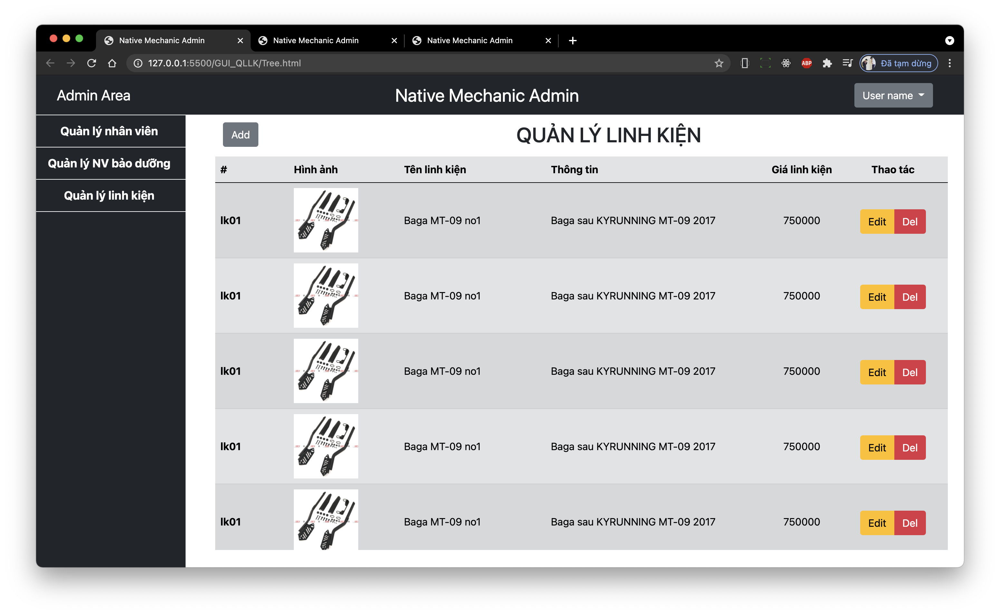 Native Mechanic Admin
Native Mechanic Admin
Native Mechanic Admin
127.0.0.1:5500/GUI_QLLK/Tree.html
ABP
Đã tạm dừng
Admin Area
Native Mechanic Admin
User name
Quản lý nhân viên
Quản lý NV bảo dưỡng
Quản lý linh kiện
Add
QUẢN LÝ LINH KIỆN
# Hình ảnh Tên linh kiện Thông tin Giá linh kiện Thao tác
lk01 Baga MT-09 no1 Baga sau KYRUNNING MT-09 2017 750000 Edit Del
lk01 Baga MT-09 no1 Baga sau KYRUNNING MT-09 2017 750000 Edit Del
lk01 Baga MT-09 no1 Baga sau KYRUNNING MT-09 2017 750000 Edit Del
lk01 Baga MT-09 no1 Baga sau KYRUNNING MT-09 2017 750000 Edit Del
lk01 Baga MT-09 no1 Baga sau KYRUNNING MT-09 2017 750000 Edit Del